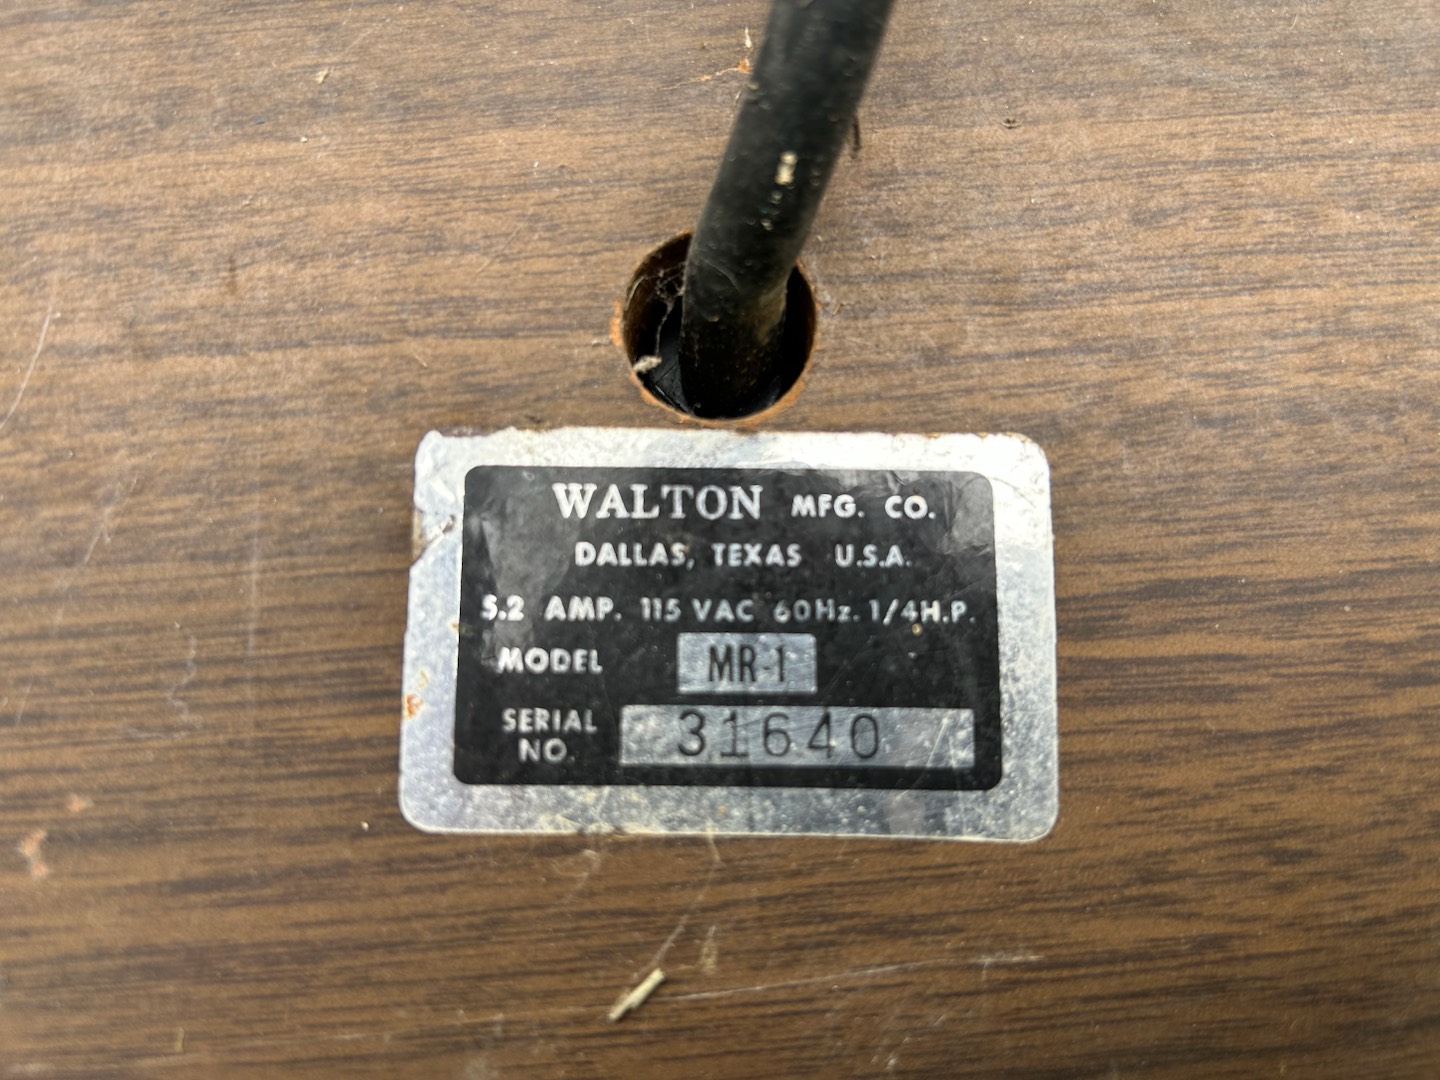 WALTON MFG. CO.
DALLAS, TEXAS U.S.A.
5.2 AMP. 115 VAC 60Hz. 1/4H.P.
MODEL MR-1
SERIAL NO. 31640